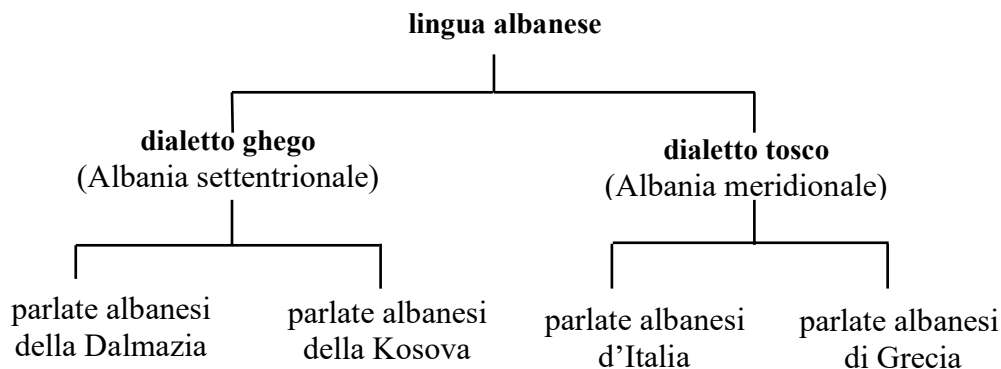 lingua albanese
dialetto ghego
(Albania settentrionale)
dialetto tosco
(Albania meridionale)
parlate albanesi
della Dalmazia
parlate albanesi
della Kosova
parlate albanesi
d’Italia
parlate albanesi
di Grecia